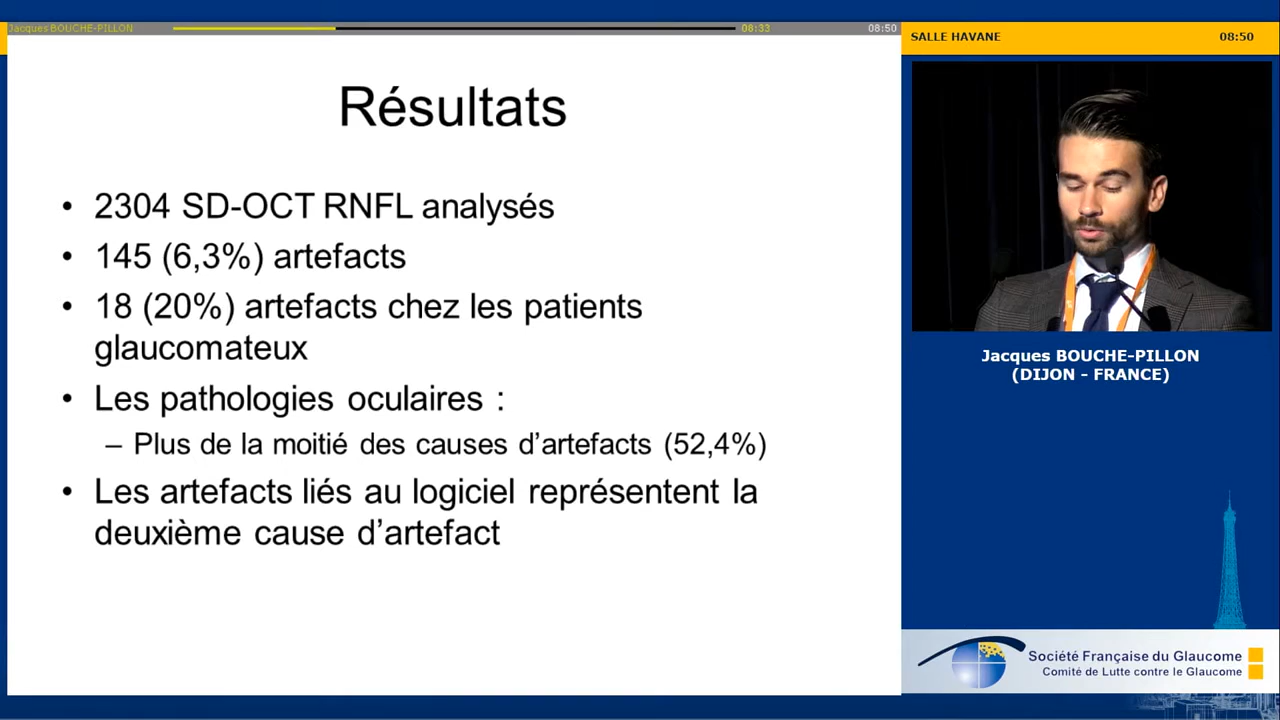 Jacques BOUCHE-PILLON
08:33
08:50
SALLE HAVANE
08:50
Résultats
• 2304 SD-OCT RNFL analysés
• 145 (6,3%) artefacts
• 18 (20%) artefacts chez les patients
glaucomateux
• Les pathologies oculaires :
– Plus de la moitié des causes d’artefacts (52,4%)
• Les artefacts liés au logiciel représentent la
deuxième cause d’artefact
Jacques BOUCHE-PILLON
(DIJON - FRANCE)
Société Française du Glaucome
Comité de Lutte contre le Glaucome